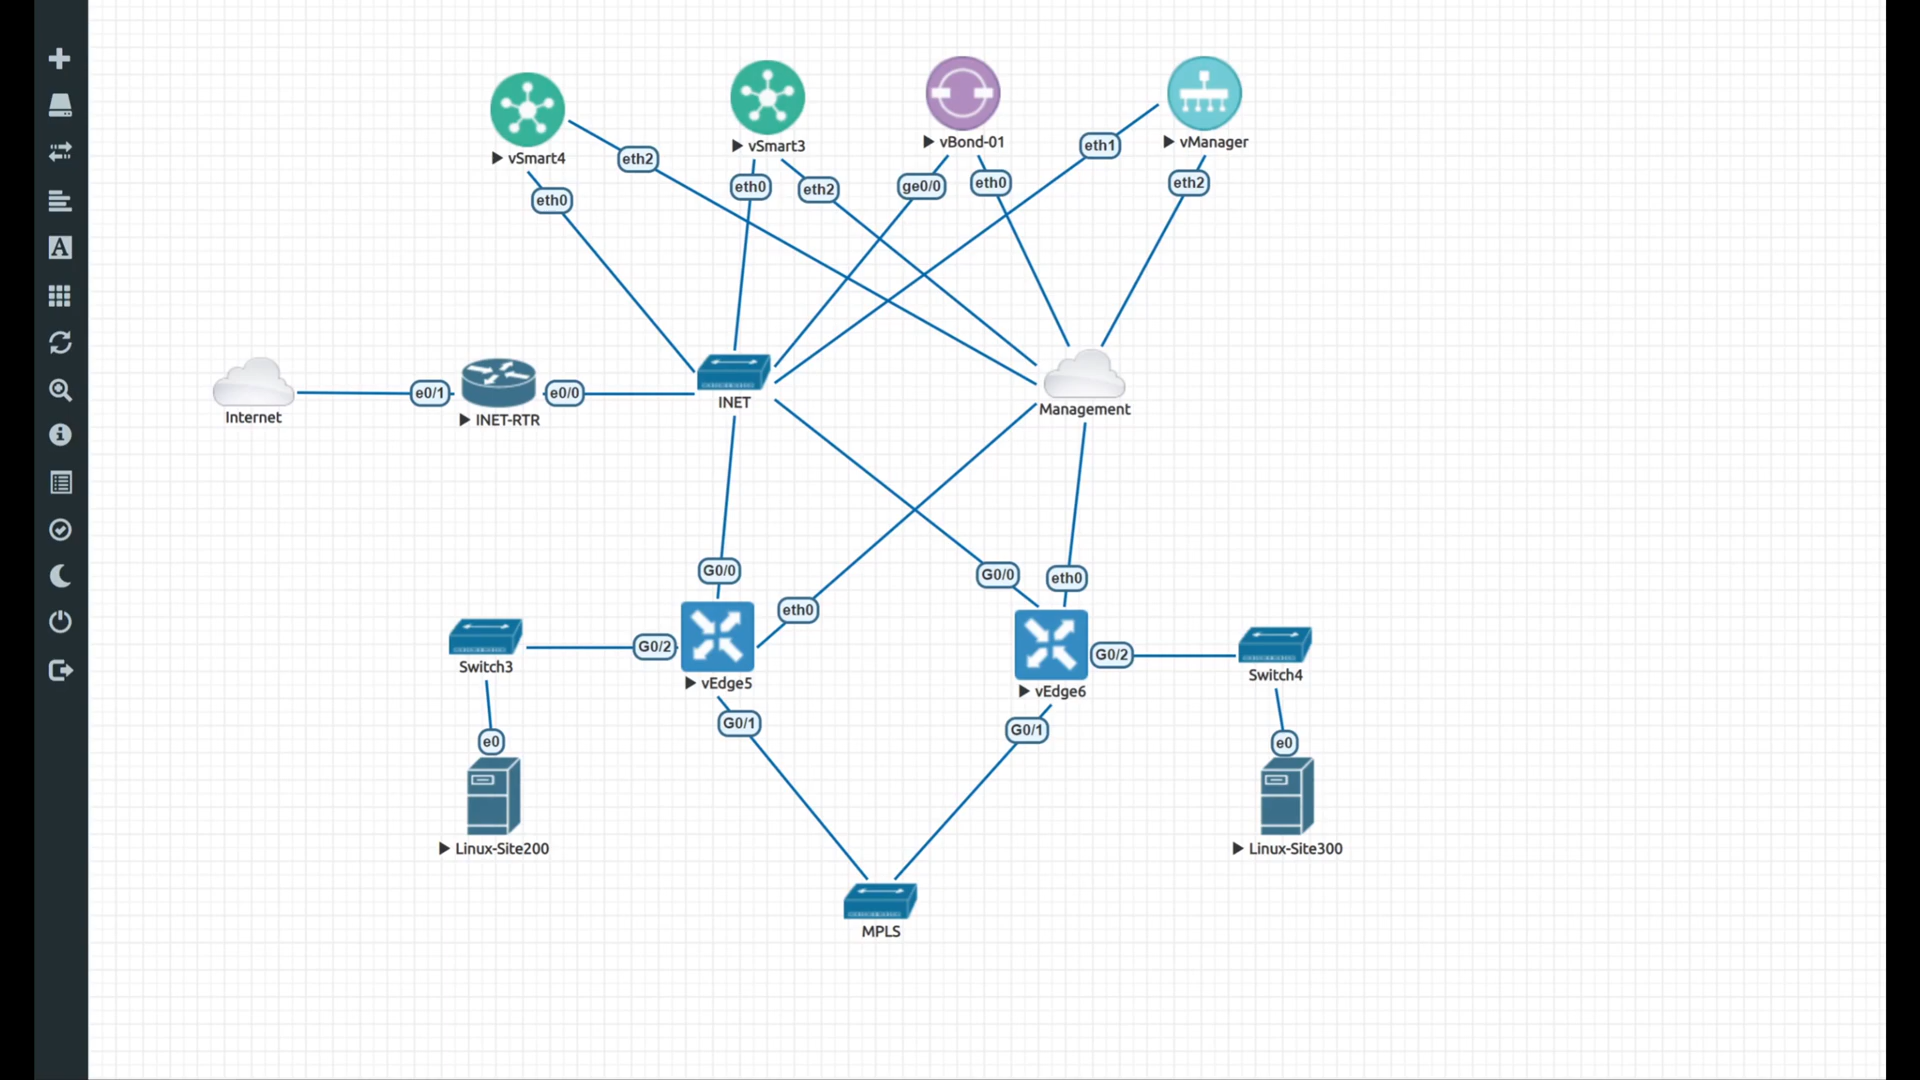 vSmart4
vSmart3
vBond-01
vManager
eth2
eth1
eth0
eth0
eth2
ge0/0
eth0
eth2
Internet
e0/1
INET-RTR
e0/0
INET
Management
G0/0
eth0
G0/0
eth0
Switch3
G0/2
vEdge5
G0/1
vEdge6
G0/2
G0/1
Switch4
e0
e0
Linux-Site200
Linux-Site300
MPLS
A